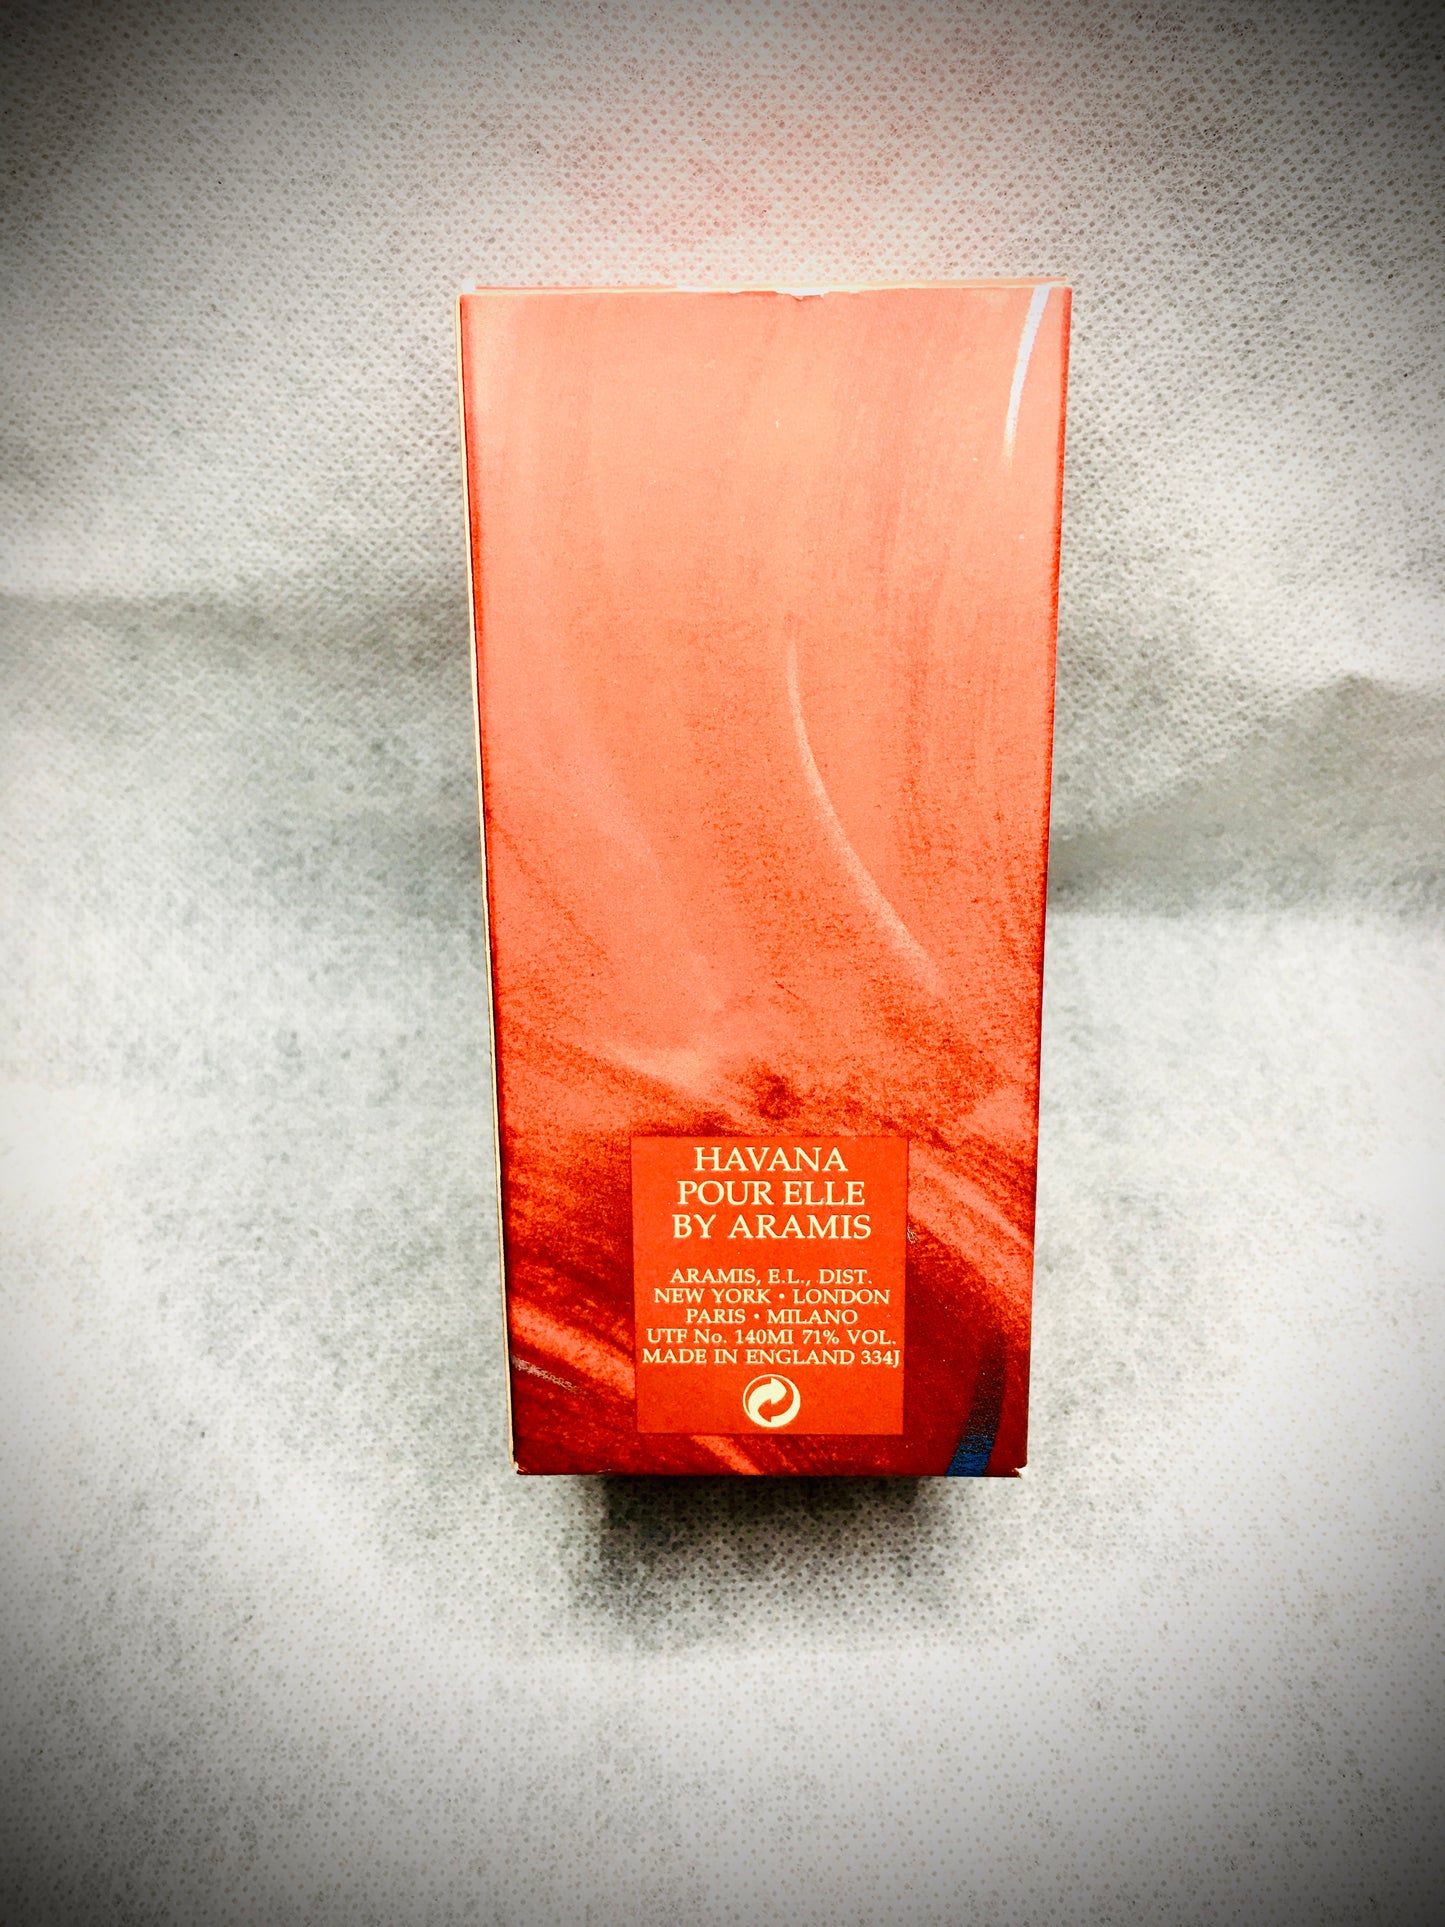 HAVANA
POUR ELLE
BY ARAMIS
ARAMIS, E.L., DIST.
NEW YORK • LONDON
PARIS • MILANO
UTF No. 140MI 71% VOL.
MADE IN ENGLAND 334J